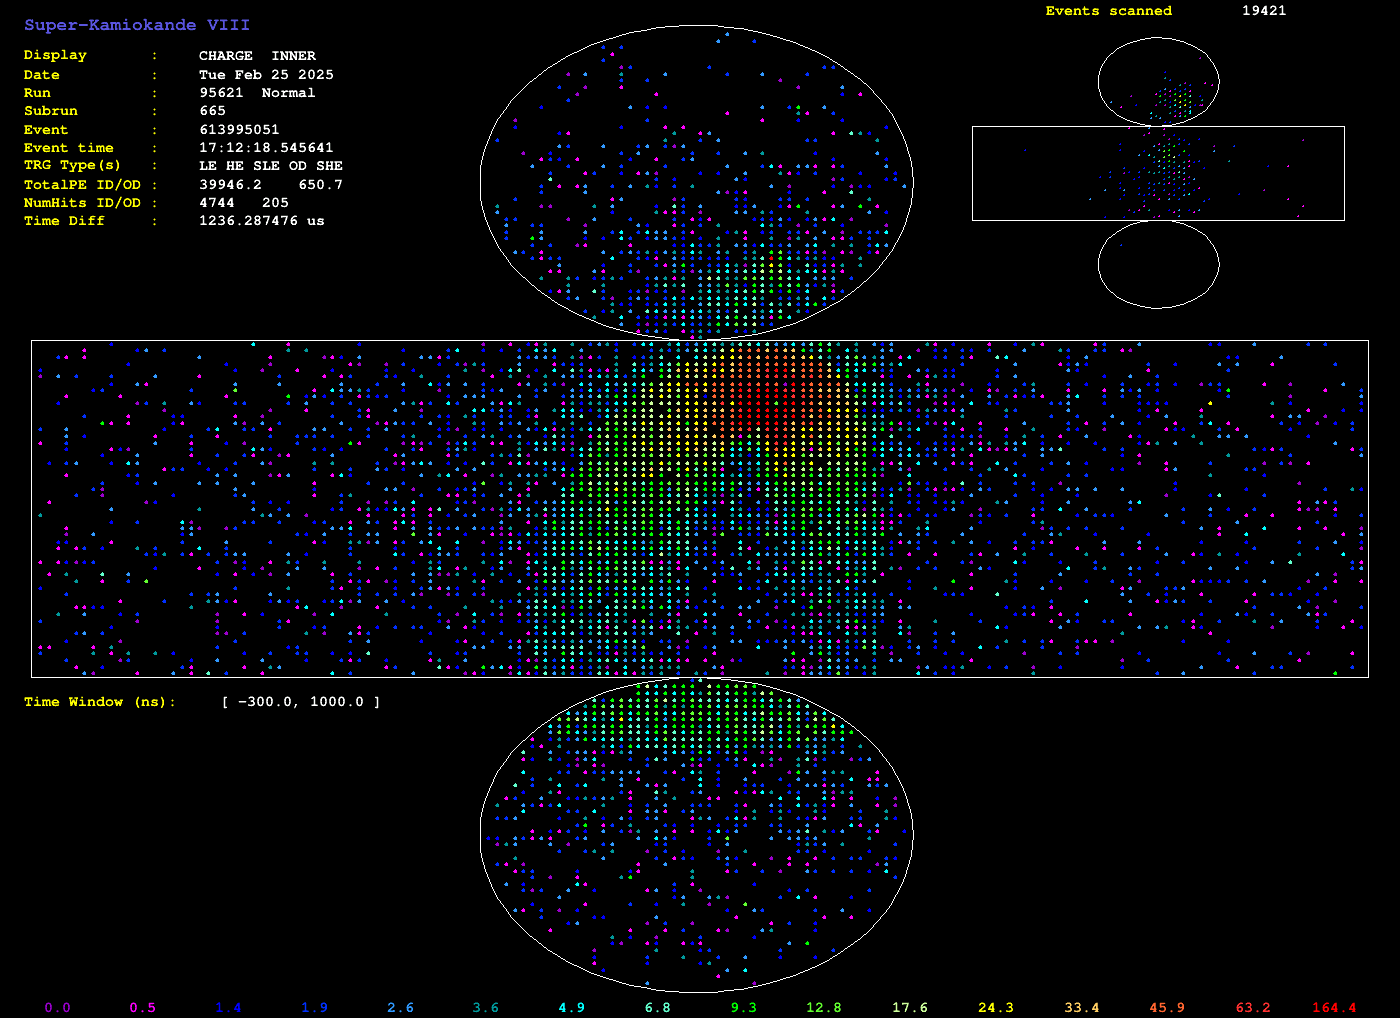 Super-Kamiokande VIII
Events scanned 19421
Display : CHARGE INNER
Date : Tue Feb 25 2025
Run : 95621 Normal
Subrun : 665
Event : 613995051
Event time : 17:12:18.545641
TRG Type(s) : LE HE SLE OD SHE
TotalPE ID/OD : 39946.2 650.7
NumHits ID/OD : 4744 205
Time Diff : 1236.287476 us
Time Window (ns): [ -300.0, 1000.0 ]
0.0 0.5 1.4 1.9 2.6 3.6 4.9 6.8 9.3 12.8 17.6 24.3 33.4 45.9 63.2 164.4